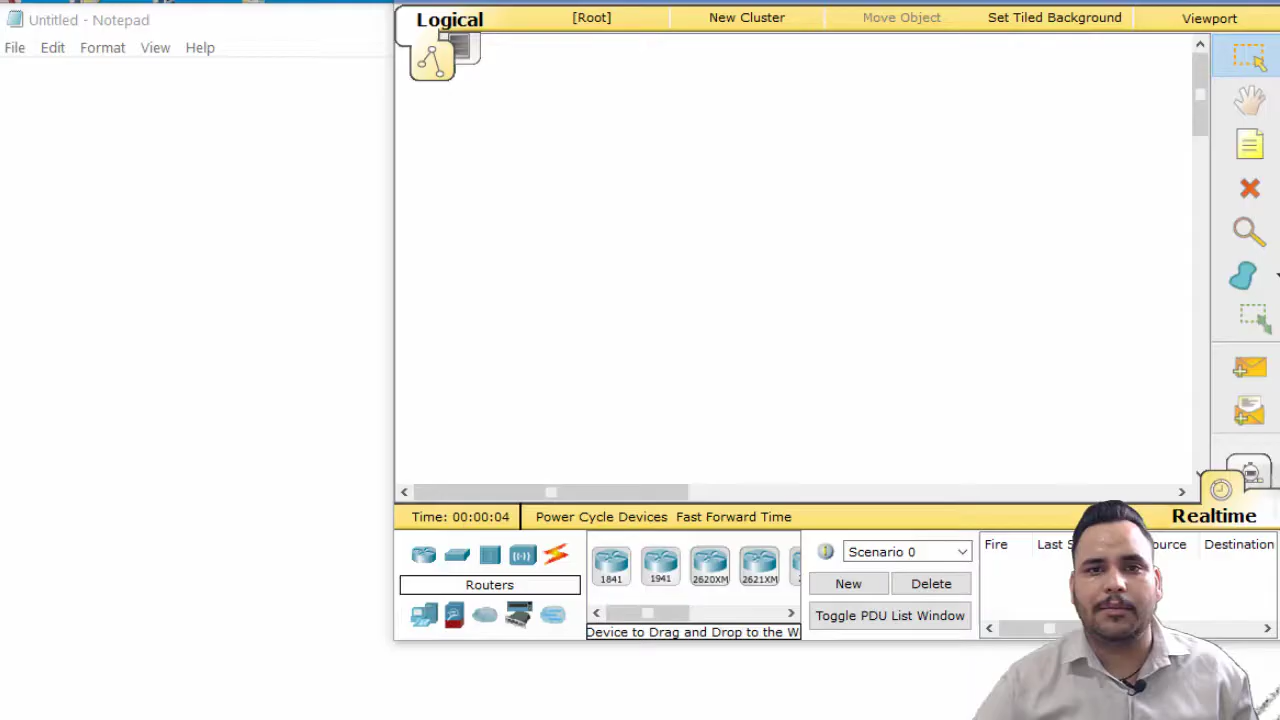 Untitled - Notepad
File Edit Format View Help
Logical [Root] New Cluster Move Object Set Tiled Background Viewport
Time: 00:00:04 Power Cycle Devices Fast Forward Time Realtime
Routers
1841 1941 2620XM 2621XM
Device to Drag and Drop to the W
Scenario 0
New Delete
Toggle PDU List Window
Fire Last S ource Destination